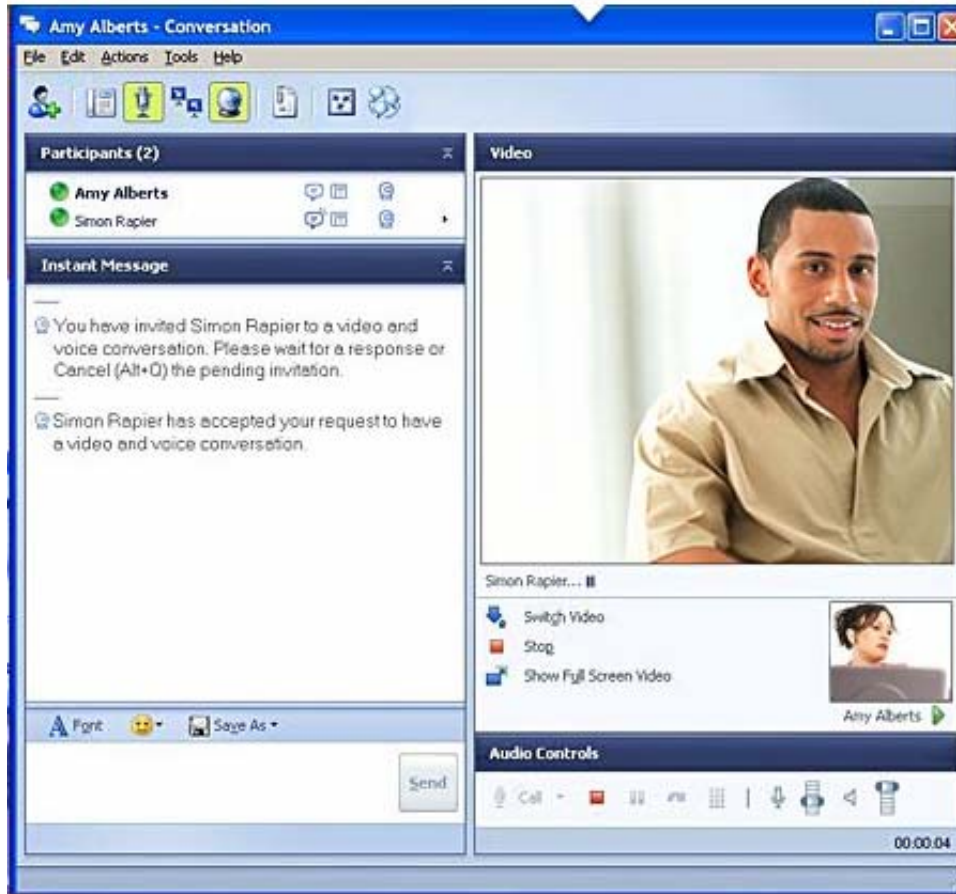 Amy Alberts - Conversation
File Edit Actions Tools Help
Participants (2)
Amy Alberts
Simon Rapier
Instant Message
You have invited Simon Rapier to a video and
voice conversation. Please wait for a response or
Cancel (Alt+Q) the pending invitation.
Simon Rapier has accepted your request to have
a video and voice conversation.
Font Save As
Send
Video
Simon Rapier...
Switch Video
Stop
Show Full Screen Video
Amy Alberts
Audio Controls
Call
00:00:04